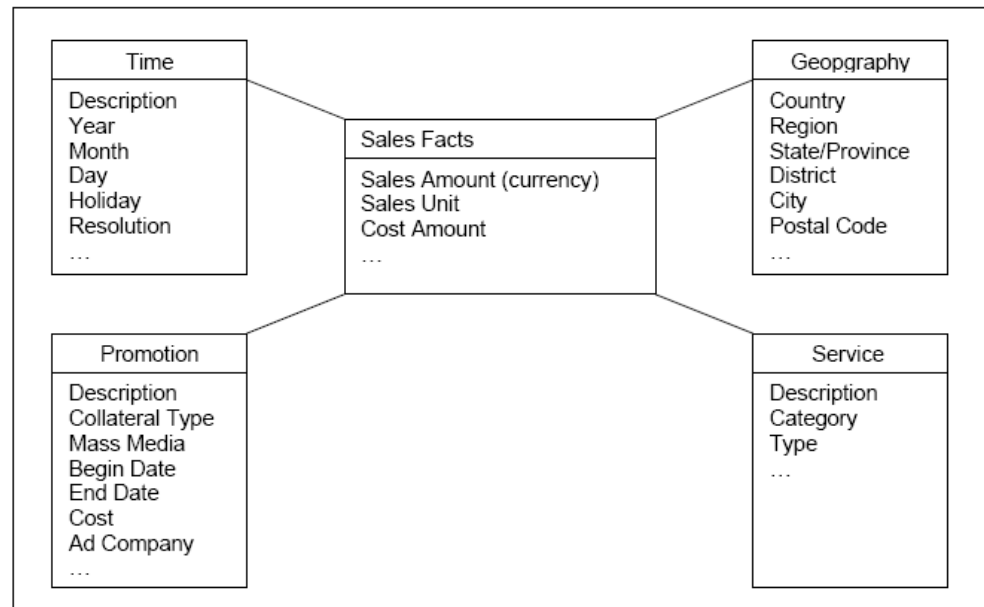 Time
Description
Year
Month
Day
Holiday
Resolution
…
Geopgraphy
Country
Region
State/Province
District
City
Postal Code
…
Sales Facts
Sales Amount (currency)
Sales Unit
Cost Amount
…
Promotion
Description
Collateral Type
Mass Media
Begin Date
End Date
Cost
Ad Company
…
Service
Description
Category
Type
…